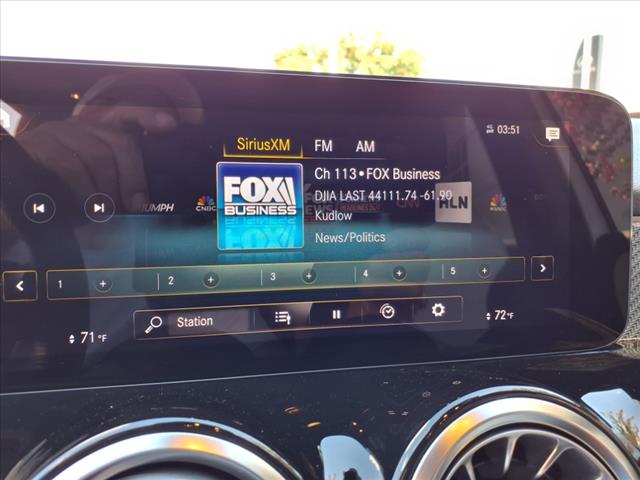 03:51
SiriusXM FM AM
Ch 113 • FOX Business
DJIA LAST 44111.74 -61.90
Kudlow
News/Politics
FOX
BUSINESS
CNBC
HLN
1 + 2 + 3 + 4 + 5 +
Station
71°F
72°F